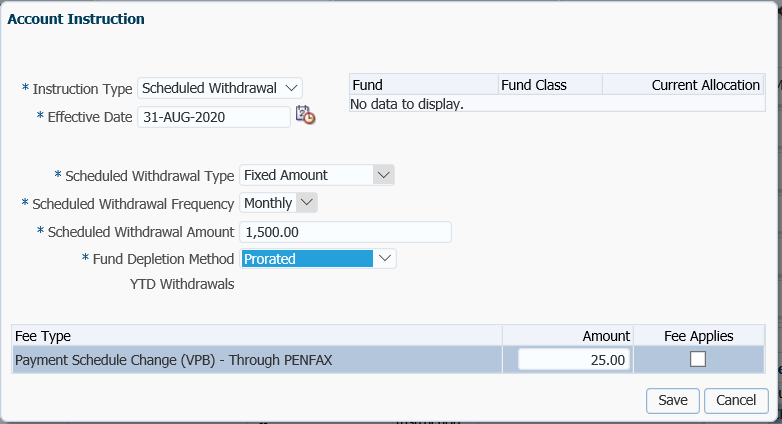 Account Instruction
* Instruction Type Scheduled Withdrawal
Fund Fund Class Current Allocation
No data to display.
* Effective Date 31-AUG-2020
* Scheduled Withdrawal Type Fixed Amount
* Scheduled Withdrawal Frequency Monthly
* Scheduled Withdrawal Amount 1,500.00
* Fund Depletion Method Prorated
YTD Withdrawals
Fee Type Amount Fee Applies
Payment Schedule Change (VPB) - Through PENFAX 25.00
Save Cancel